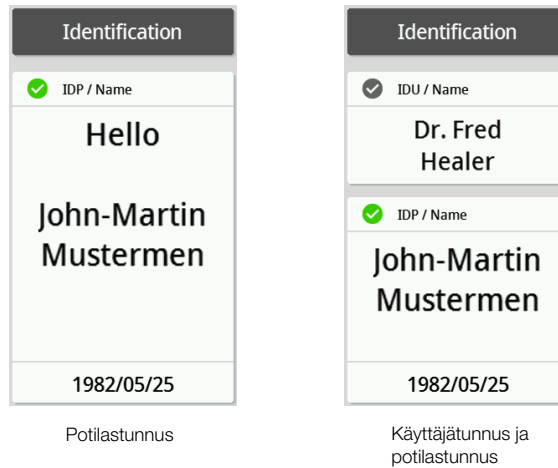 Identification
IDP / Name
Hello
John-Martin
Mustermen
1982/05/25
Potilastunnus
Identification
IDU / Name
Dr. Fred
Healer
IDP / Name
John-Martin
Mustermen
1982/05/25
Käyttäjätunnus ja
potilastunnus